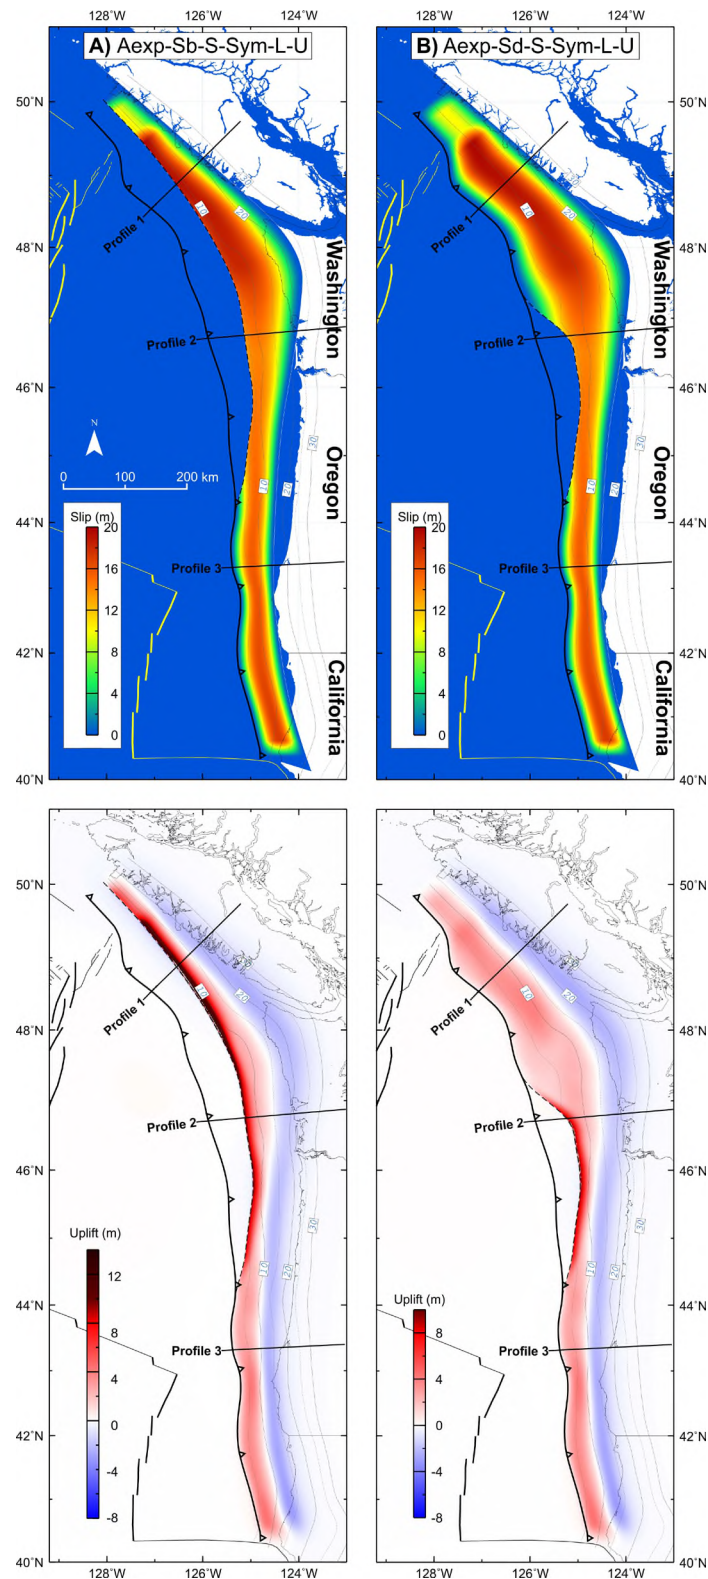 128°W 126°W 124°W 128°W 126°W 124°W
A) Aexp-Sb-S-Sym-L-U
B) Aexp-Sd-S-Sym-L-U
50°N 50°N
48°N 48°N
46°N 46°N
44°N 44°N
42°N 42°N
40°N 40°N
10
20
30
Profile 1
Profile 2
Profile 3
Washington
Oregon
California
N
0 100 200 km
10
20
Slip (m)
20
16
12
8
4
0
10
20
30
Profile 1
Profile 2
Profile 3
Washington
Oregon
California
10
20
Slip (m)
20
16
12
8
4
0
50°N 50°N
48°N 48°N
46°N 46°N
44°N 44°N
42°N 42°N
40°N 40°N
10
20
Profile 1
Profile 2
Profile 3
30
10
20
Uplift (m)
12
8
4
0
-4
-8
10
20
Profile 1
Profile 2
Profile 3
30
10
20
Uplift (m)
8
4
0
-4
-8
128°W 126°W 124°W 128°W 126°W 124°W